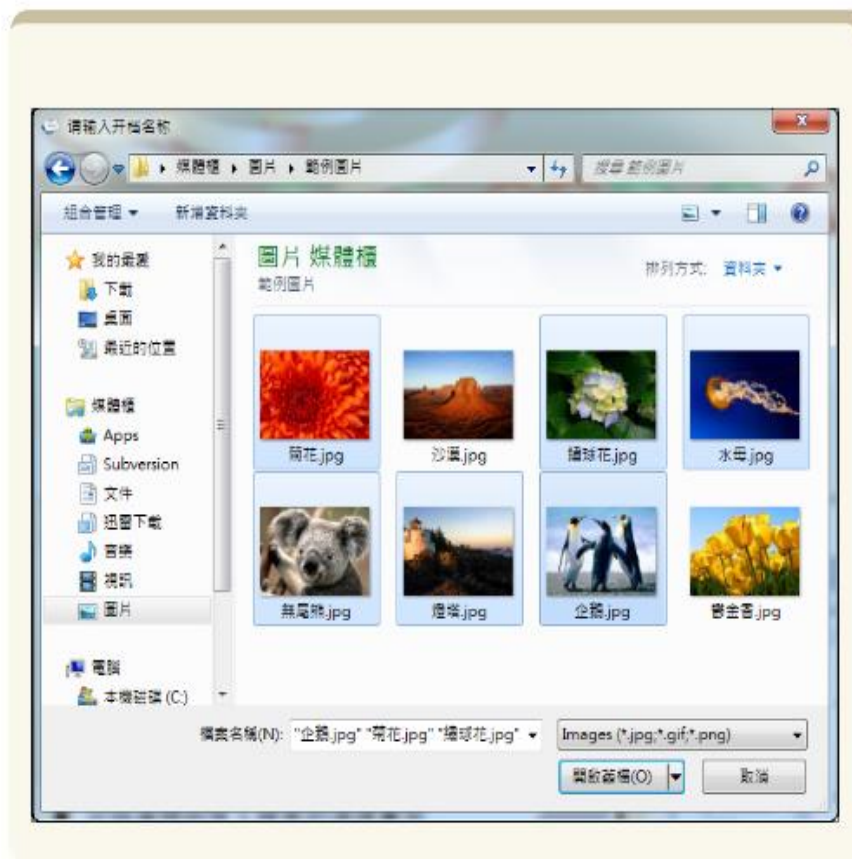 请输入开档名称
媒體櫃 圖片 範例圖片
搜尋 範例圖片
組合管理 新增資料夾
我的最愛
下載
桌面
最近的位置
媒體櫃
Apps
Subversion
文件
迅雷下載
音樂
視訊
圖片
電腦
本機磁碟 (C:)
圖片 媒體櫃
範例圖片
排列方式: 資料夾
菊花.jpg
沙漠.jpg
繡球花.jpg
水母.jpg
無尾熊.jpg
燈塔.jpg
企鵝.jpg
鬱金香.jpg
檔案名稱(N): "企鵝.jpg" "菊花.jpg" "繡球花.jpg"
Images (*.jpg;*.gif;*.png)
開啟舊檔(O)
取消